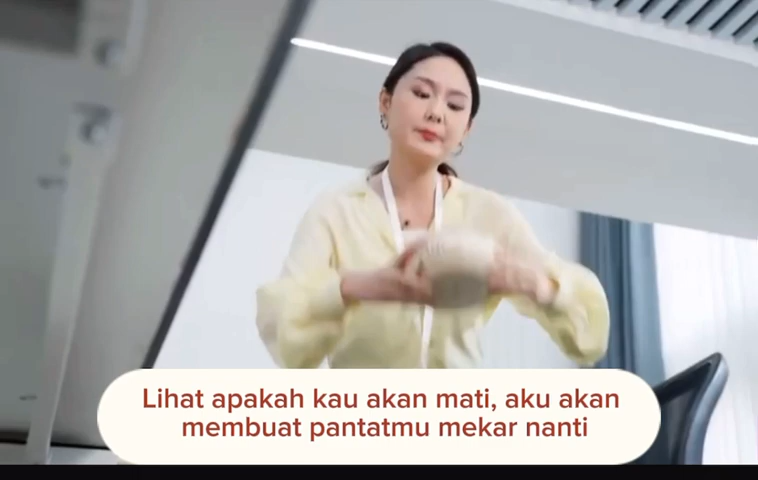 Lihat apakah kau akan mati, aku akan
membuat pantatmu mekar nanti